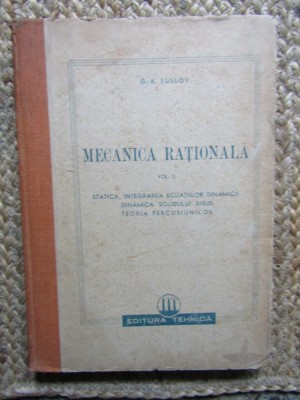 G. K. SUSLOV
MECANICA RAȚIONALĂ
VOL. II
STATICA, INTEGRAREA ECUAȚIILOR DINAMICII
DINAMICA SOLIDULUI RIGID
TEORIA PERCUSIUNILOR
EDITURA TEHNICĂ